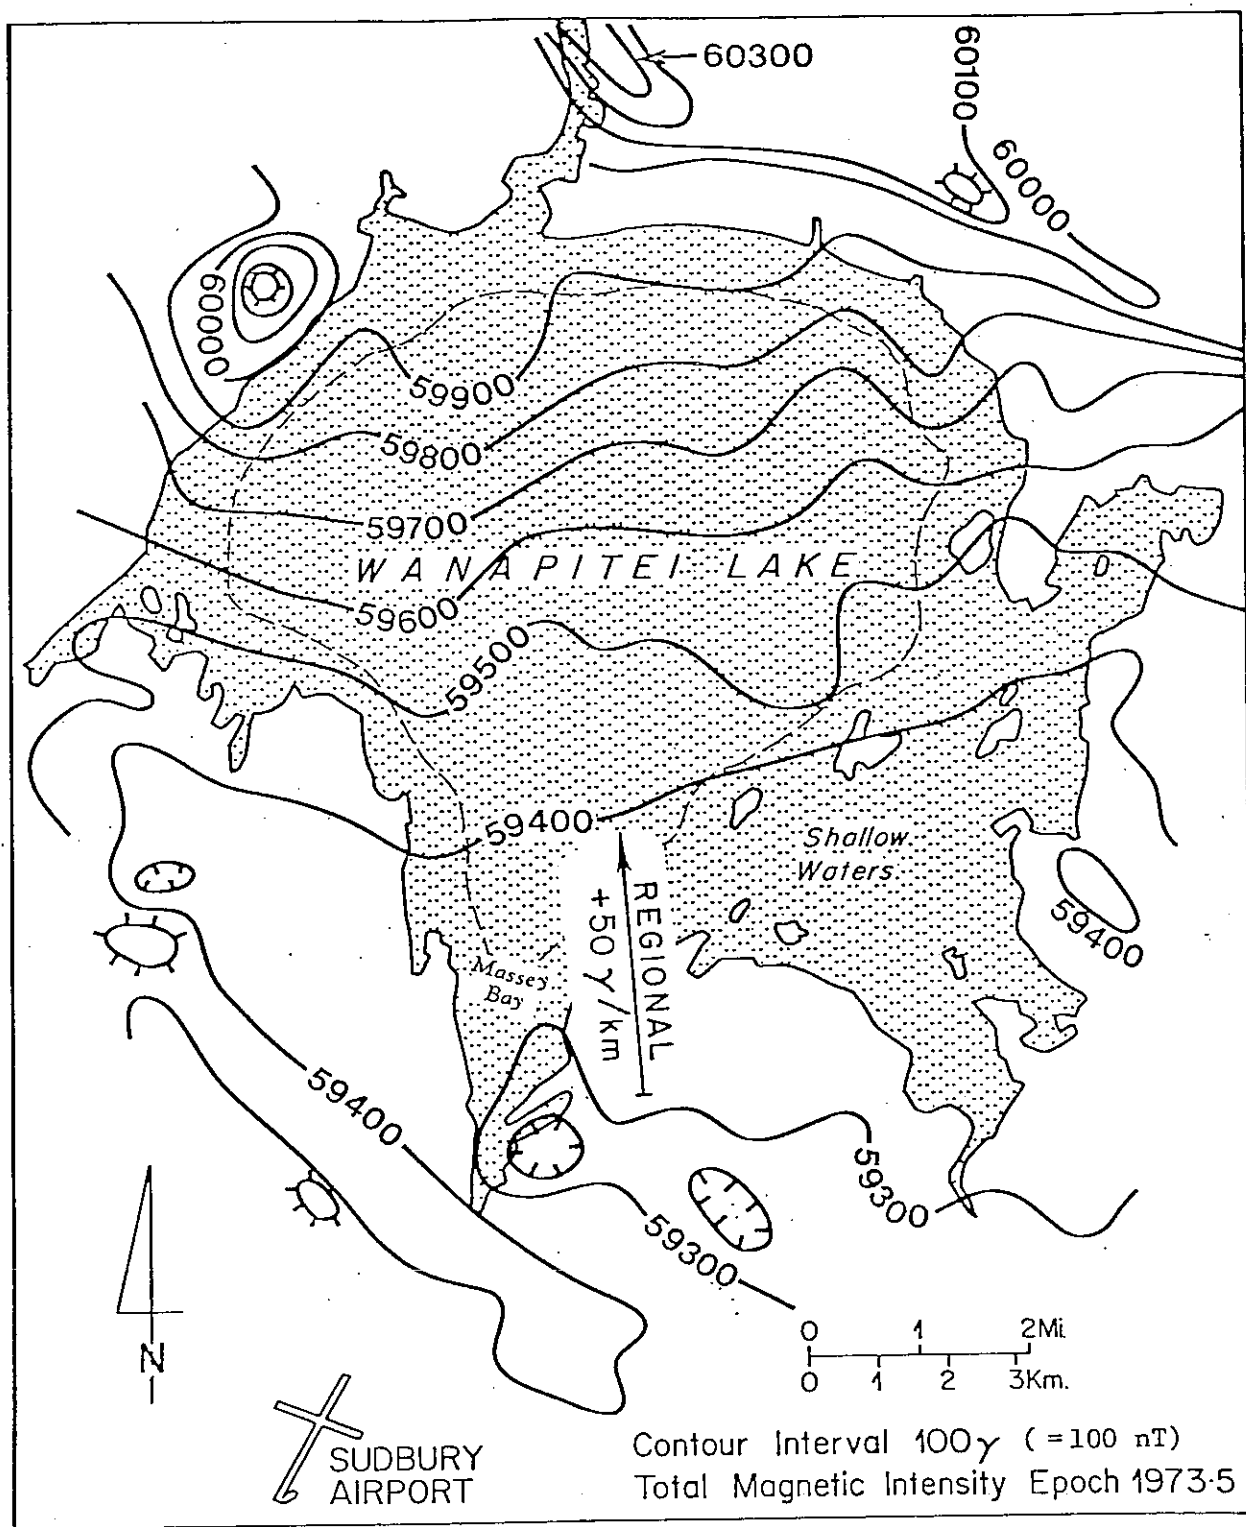 60300
60100
60000
60000
59900
59800
59700
WANAPITEI LAKE
59600
59500
59400
Shallow
Waters
REGIONAL
+50γ/km
59400
Massey
Bay
59400
59300
59300
N
0 1 2Mi.
0 1 2 3Km.
SUDBURY
AIRPORT
Contour Interval 100γ (=100 nT)
Total Magnetic Intensity Epoch 1973·5